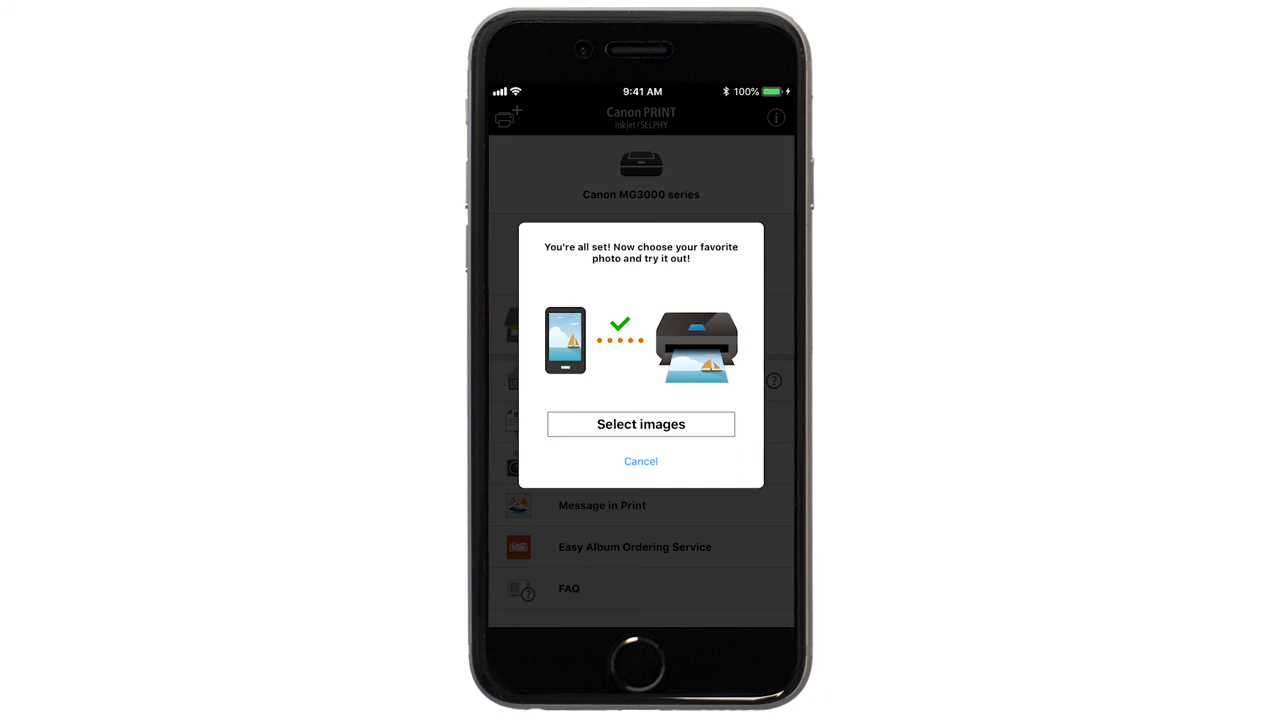 9:41 AM
100%
Canon PRINT
Inkjet/SELPHY
Canon MG3000 series
You're all set! Now choose your favorite
photo and try it out!
Select images
Cancel
Message in Print
Easy Album Ordering Service
FAQ